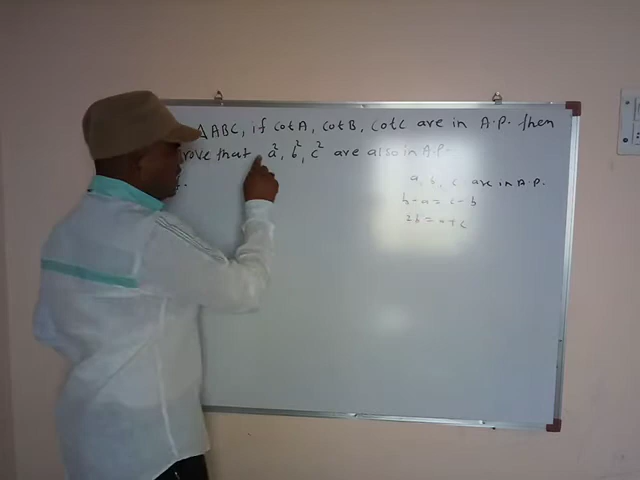 ΔABC, if CotA, CotB, CotC are in A.P. then
rove that a², b², c² are also in A.P.
a, b, c are in A.P.
b-a = c-b
2b = a+c